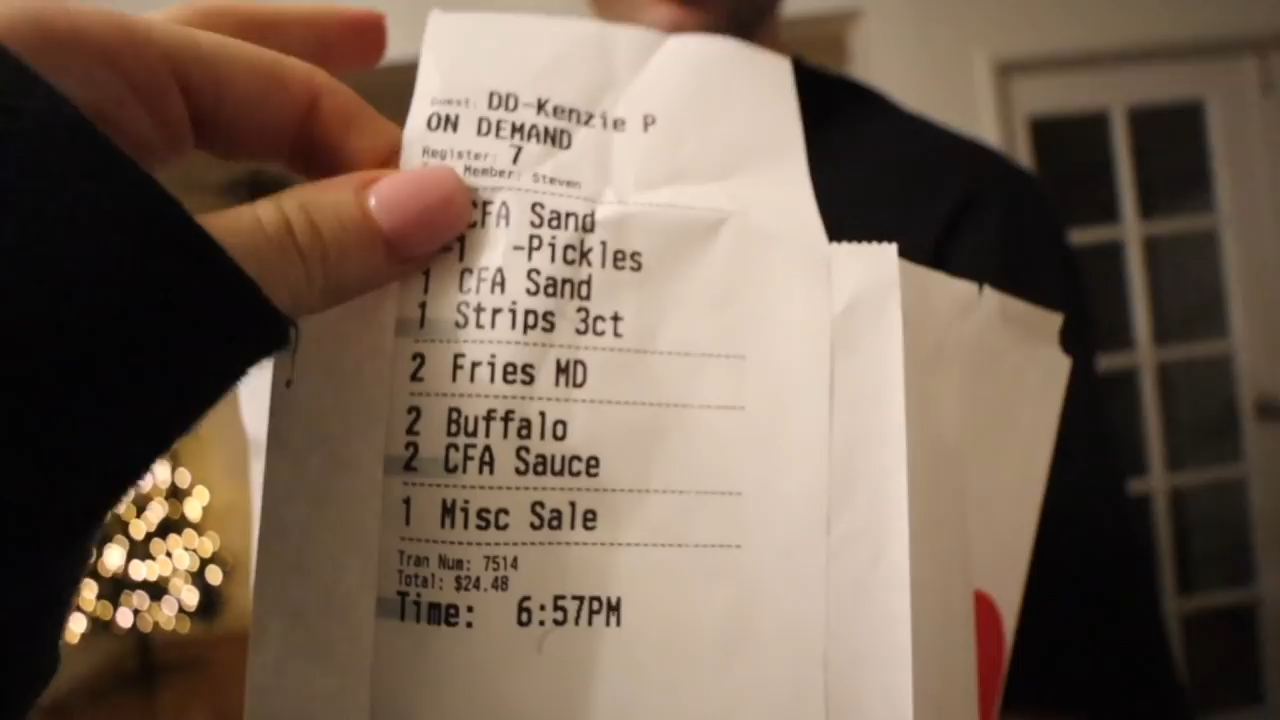 Guest: DD-Kenzie P
ON DEMAND
Register: 7
Member: Steven
CFA Sand
-1 -Pickles
1 CFA Sand
1 Strips 3ct
2 Fries MD
2 Buffalo
2 CFA Sauce
1 Misc Sale
Tran Num: 7514
Total: $24.48
Time: 6:57PM